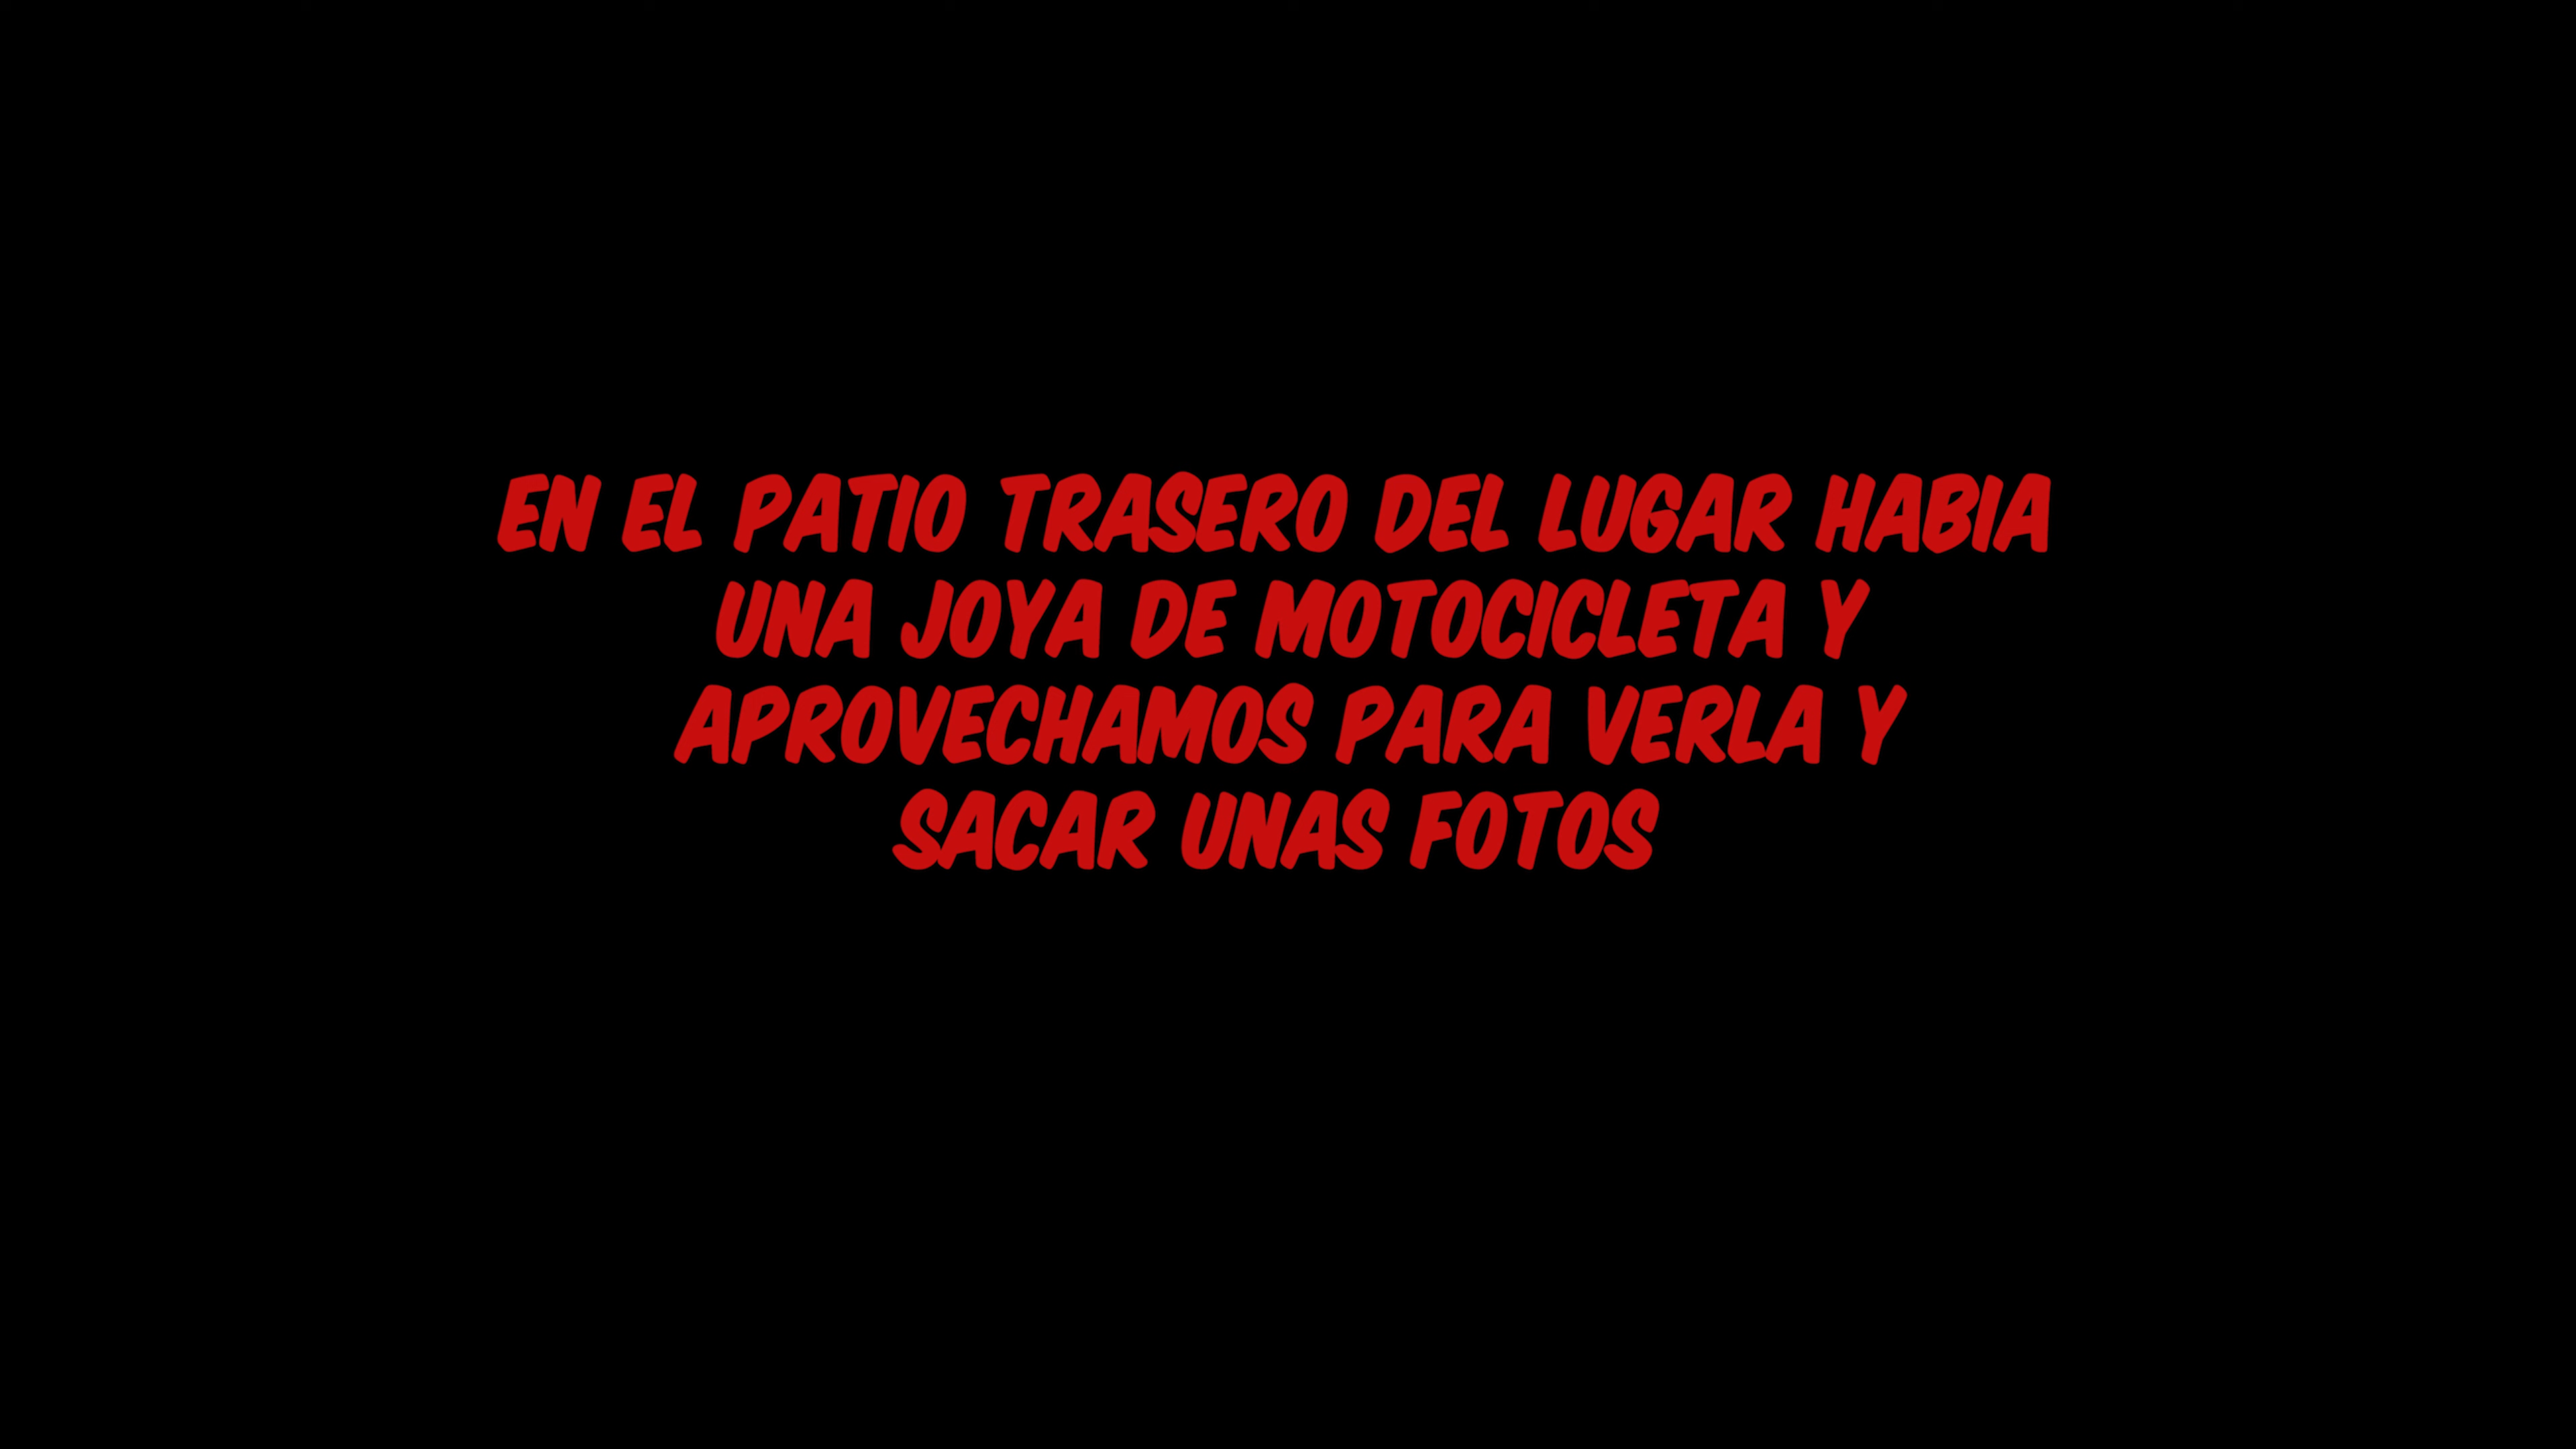 EN EL PATIO TRASERO DEL LUGAR HABIA
UNA JOYA DE MOTOCICLETA Y
APROVECHAMOS PARA VERLA Y
SACAR UNAS FOTOS